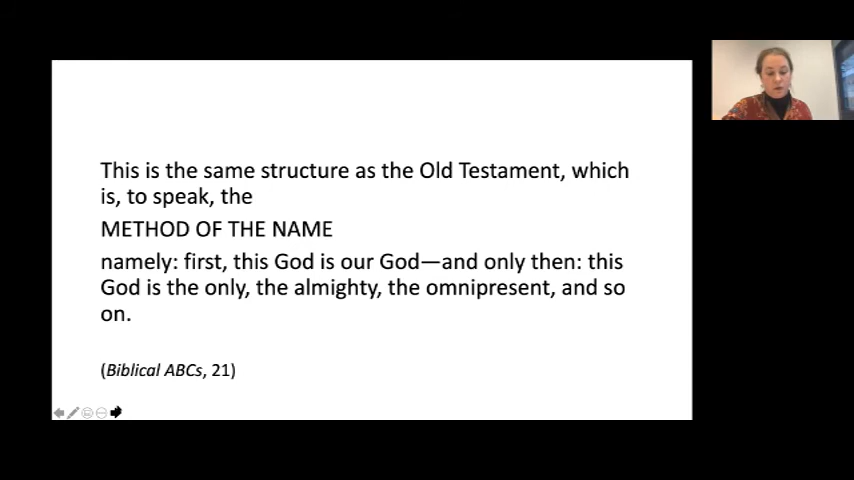 This is the same structure as the Old Testament, which
is, to speak, the
METHOD OF THE NAME
namely: first, this God is our God—and only then: this
God is the only, the almighty, the omnipresent, and so
on.
(Biblical ABCs, 21)